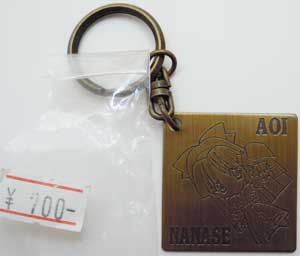 AOI
NANASE
¥ 100-